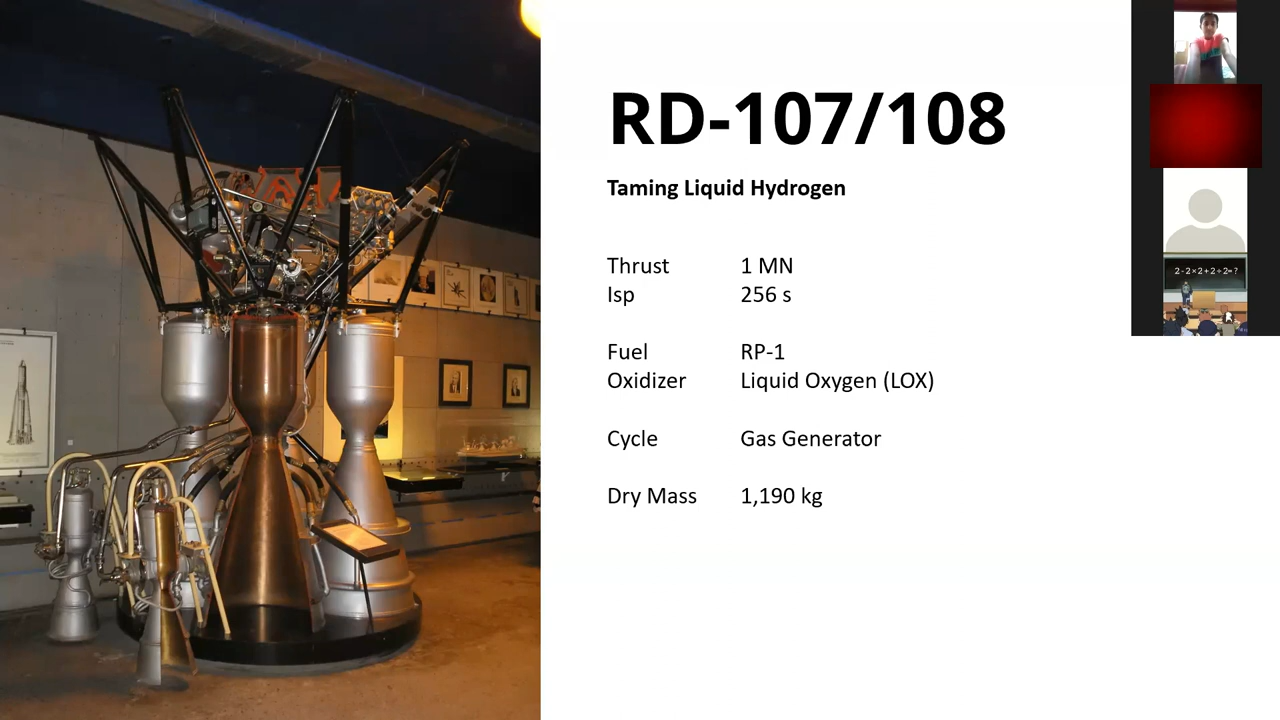 RD-107/108
Taming Liquid Hydrogen
Thrust 1 MN
Isp 256 s
Fuel RP-1
Oxidizer Liquid Oxygen (LOX)
Cycle Gas Generator
Dry Mass 1,190 kg
2-2×2+2÷2=?